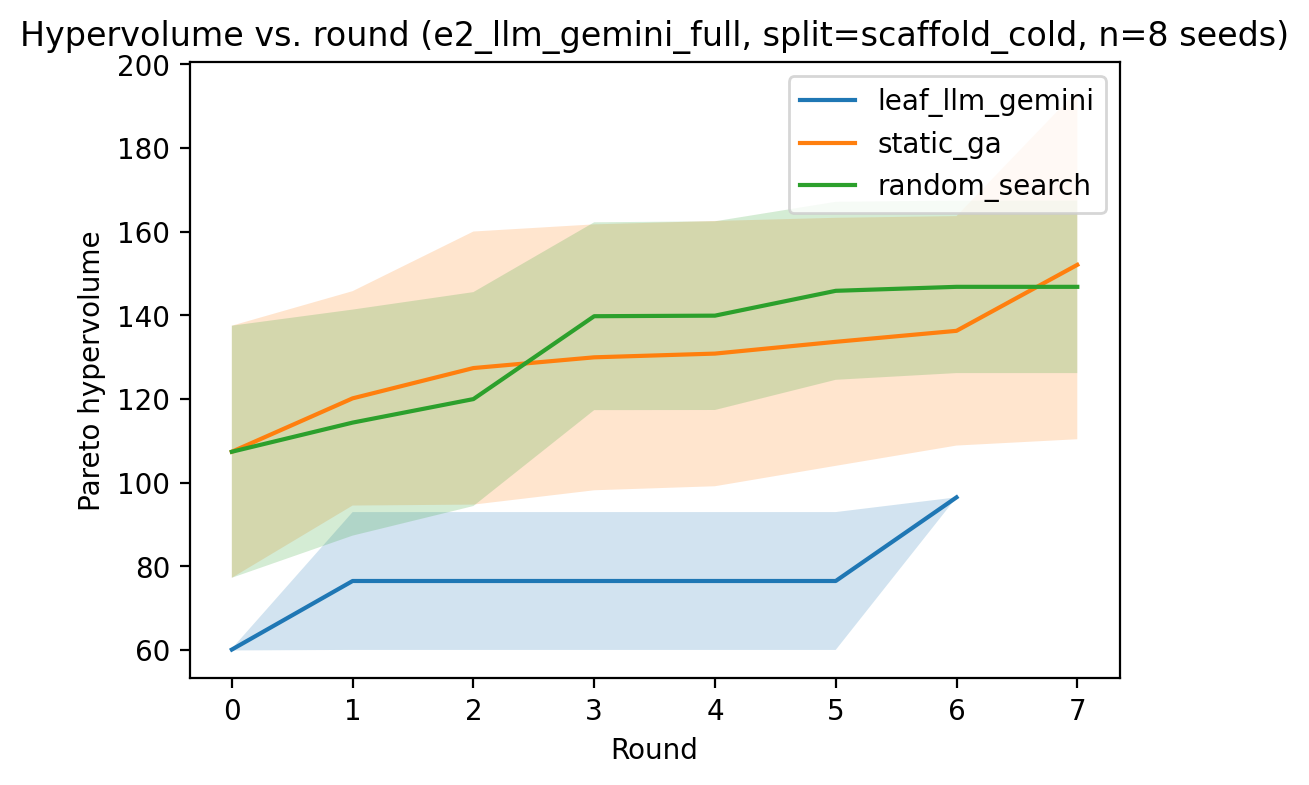 Hypervolume vs. round (e2_llm_gemini_full, split=scaffold_cold, n=8 seeds)
leaf_llm_gemini
static_ga
random_search
200
180
160
140
120
100
80
60
Pareto hypervolume
0 1 2 3 4 5 6 7
Round